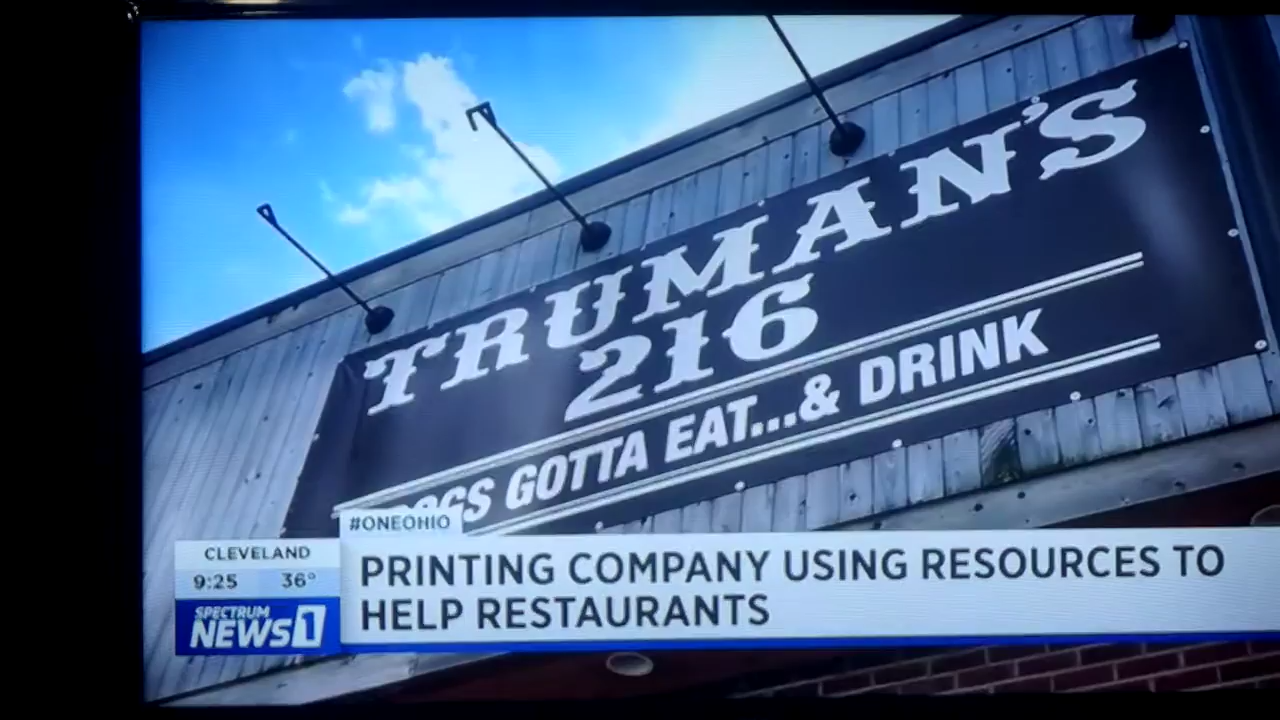 TRUMAN'S
216
GOTTA EAT...& DRINK
#ONEOHIO
CLEVELAND
9:25 36°
SPECTRUM
NEWS 1
PRINTING COMPANY USING RESOURCES TO
HELP RESTAURANTS